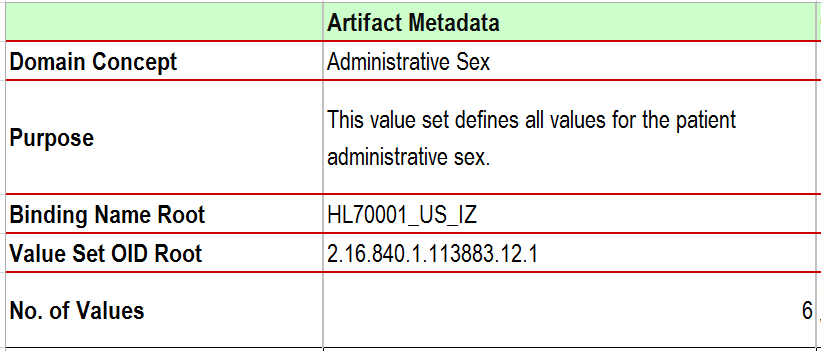 Artifact Metadata
Domain Concept Administrative Sex
Purpose This value set defines all values for the patient
administrative sex.
Binding Name Root HL70001_US_IZ
Value Set OID Root 2.16.840.1.113883.12.1
No. of Values 6